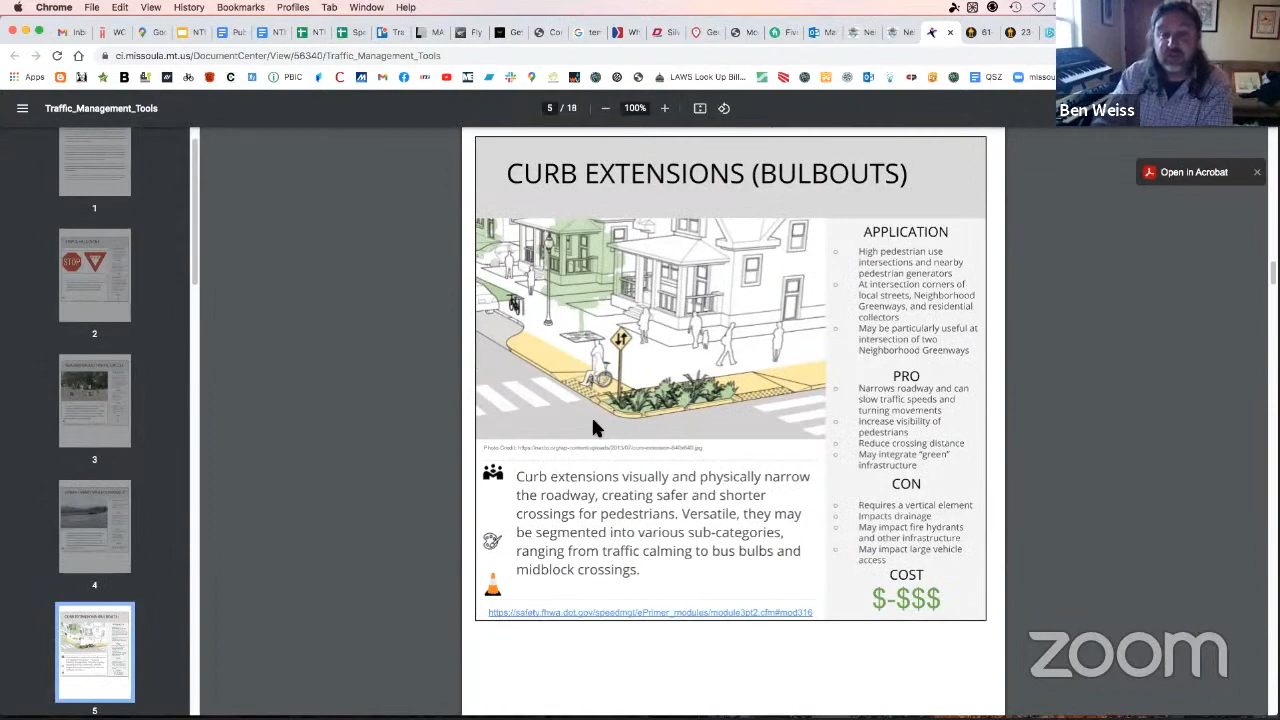 Chrome File Edit View History Bookmarks Profiles Tab Window Help
ci.missoula.mt.us/DocumentCenter/View/56340/Traffic_Management_Tools
Apps PBIC LAWS Look Up Bill... QSZ
Ben Weiss
Traffic_Management_Tools 5 / 18 100%
Open in Acrobat
1
STOP
2
3
4
5
CURB EXTENSIONS (BULBOUTS)
APPLICATION
High pedestrian use
intersections and nearby
pedestrian generators
At intersection corners of
local streets, Neighborhood
Greenways, and residential
collectors
May be particularly useful at
intersection of two
Neighborhood Greenways
PRO
Narrows roadway and can
slow traffic speeds and
turning movements
Increase visibility of
pedestrians
Reduce crossing distance
May integrate “green”
infrastructure
CON
Requires a vertical element
Impacts drainage
May impact fire hydrants
and other infrastructure
May impact large vehicle
access
COST
$-$$$
Curb extensions visually and physically narrow
the roadway, creating safer and shorter
crossings for pedestrians. Versatile, they may
be segmented into various sub-categories,
ranging from traffic calming to bus bulbs and
midblock crossings.
https://safety.fhwa.dot.gov/speedmgt/ePrimer_modules/module3pt2.cfm#mod316
zoom